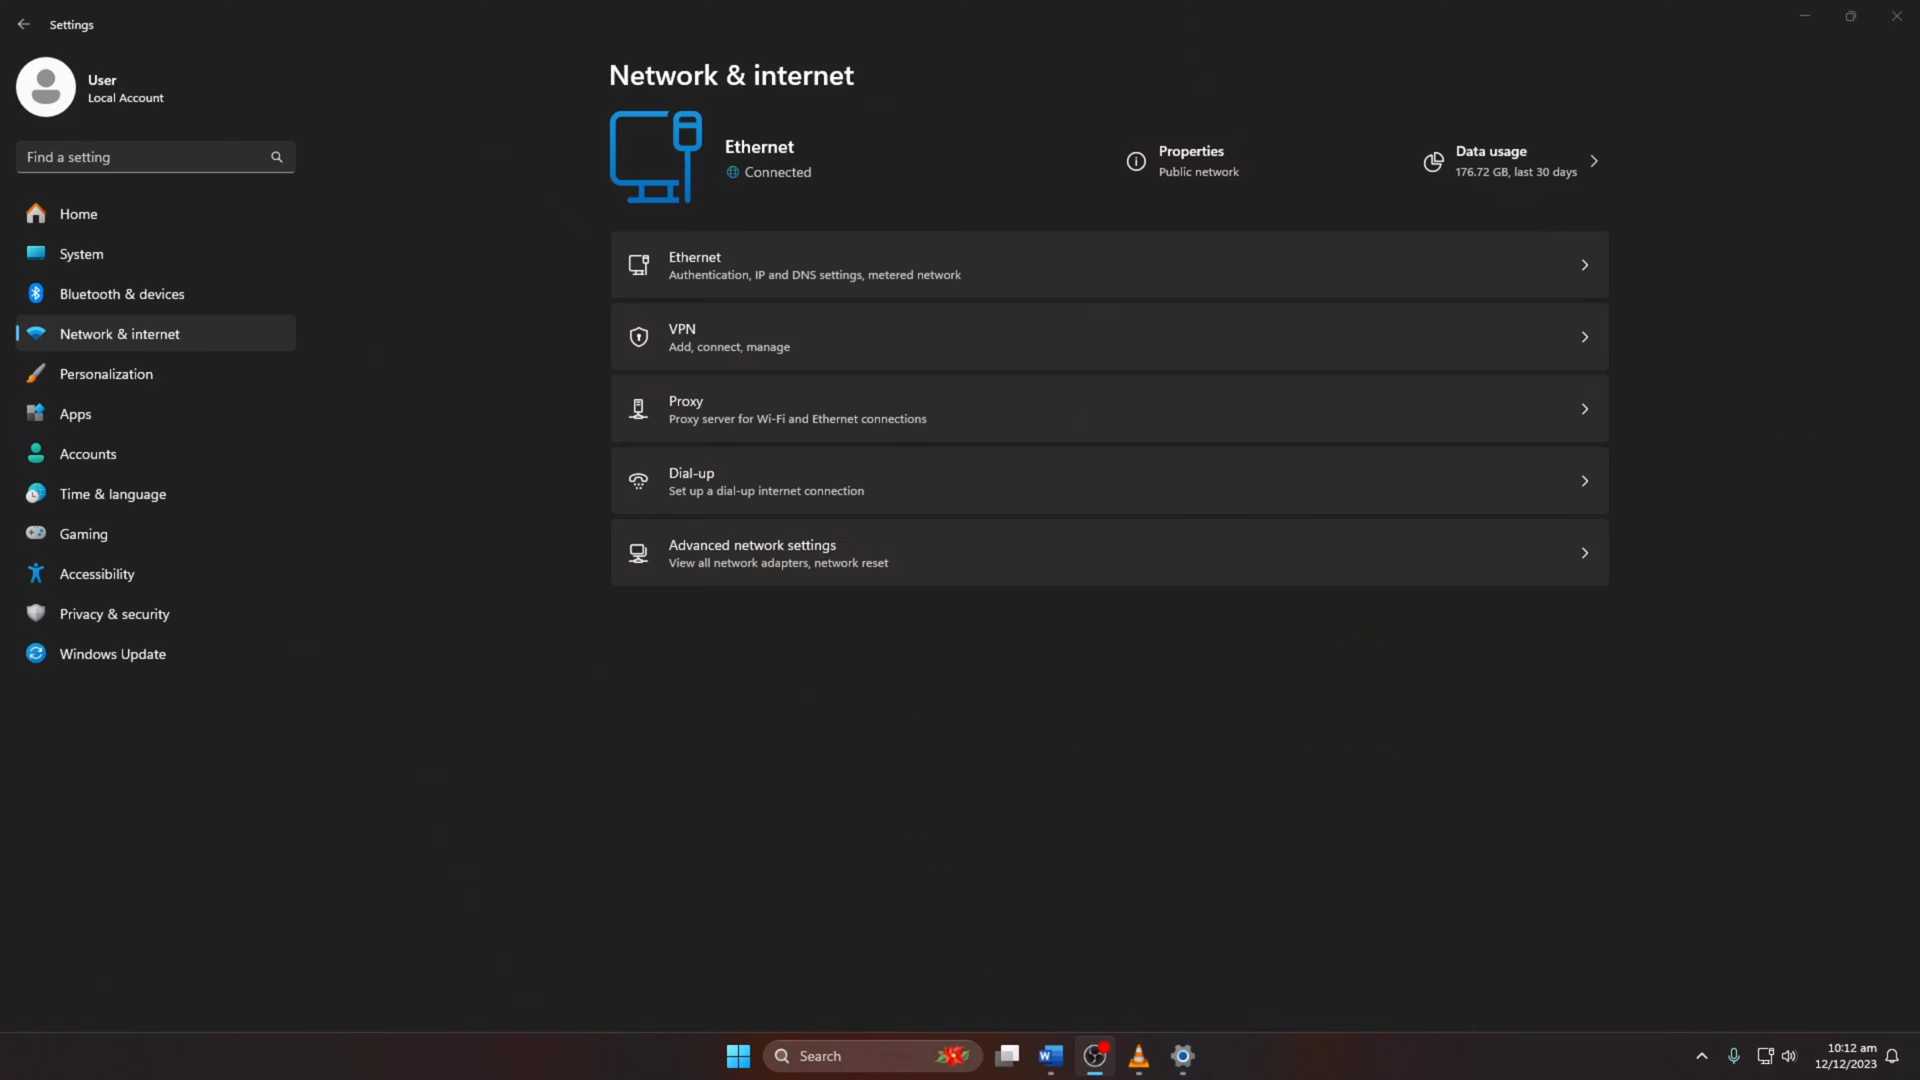 Settings
User
Local Account
Find a setting
Home
System
Bluetooth & devices
Network & internet
Personalization
Apps
Accounts
Time & language
Gaming
Accessibility
Privacy & security
Windows Update
Network & internet
Ethernet
Connected
Properties
Public network
Data usage
176.72 GB, last 30 days
Ethernet
Authentication, IP and DNS settings, metered network
VPN
Add, connect, manage
Proxy
Proxy server for Wi-Fi and Ethernet connections
Dial-up
Set up a dial-up internet connection
Advanced network settings
View all network adapters, network reset
Search
W
10:12 am
12/12/2023